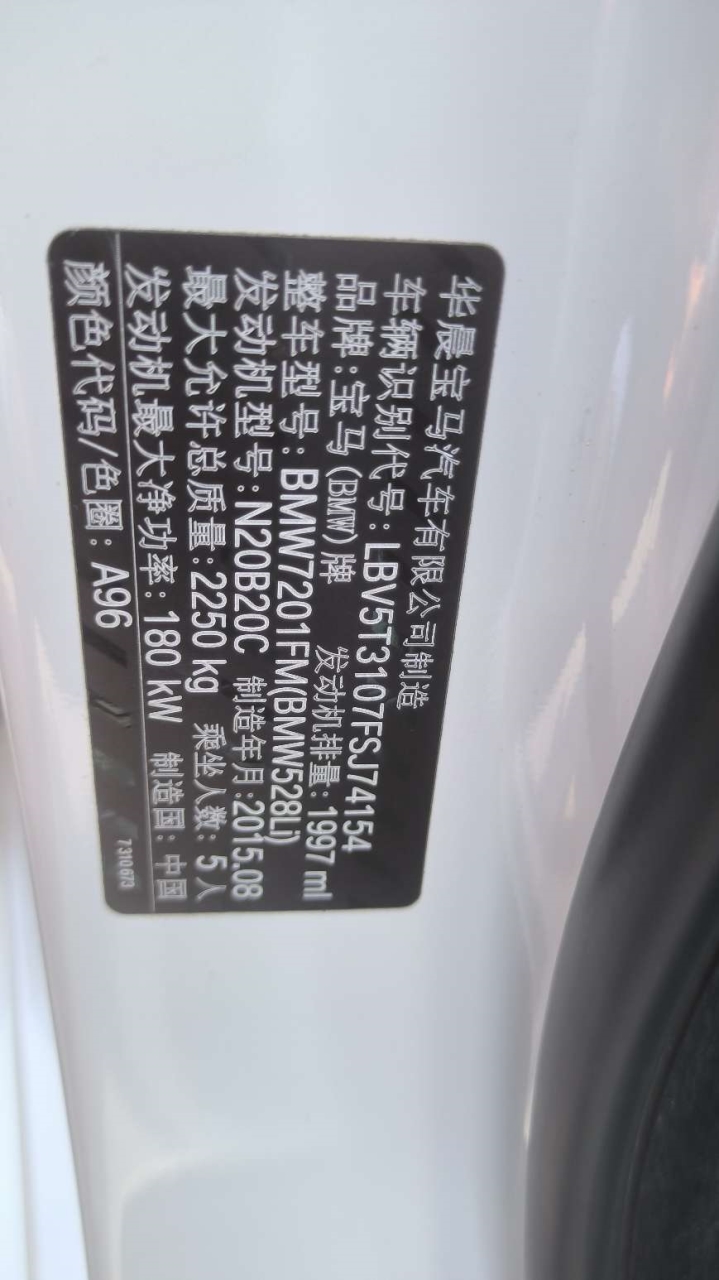 华晨宝马汽车有限公司制造
车辆识别代号:LBV5T3107FSJ74154
品牌:宝马(BMW)牌 发动机排量:1997 ml
整车型号:BMW7201FM(BMW528Li)
发动机型号:N20B20C 制造年月:2015.08
最大允许总质量:2250 kg 乘坐人数:5人
发动机最大净功率:180 kW 制造国:中国
颜色代码/色圈:A96 7310673